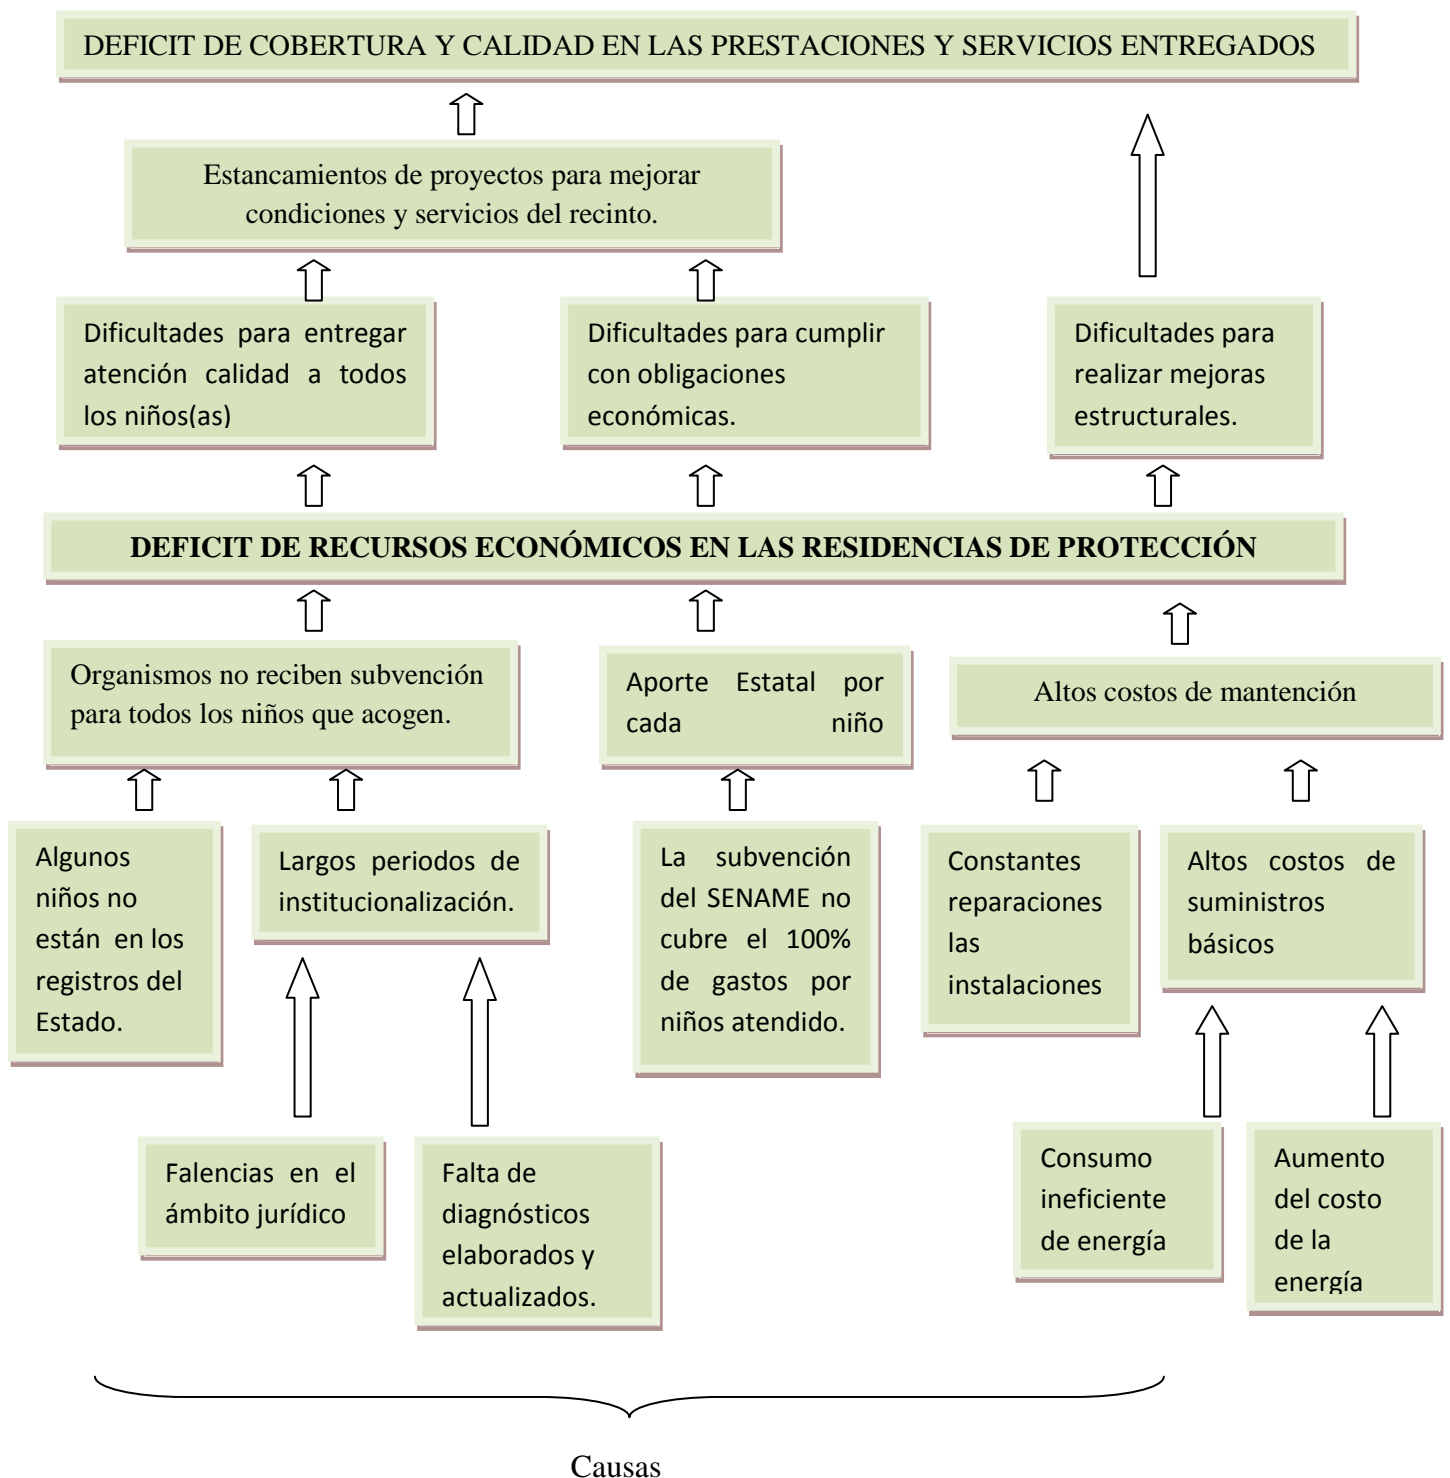 DEFICIT DE COBERTURA Y CALIDAD EN LAS PRESTACIONES Y SERVICIOS ENTREGADOS
Estancamientos de proyectos para mejorar
condiciones y servicios del recinto.
Dificultades para entregar
atención calidad a todos
los niños(as)
Dificultades para cumplir
con obligaciones
económicas.
Dificultades para
realizar mejoras
estructurales.
DEFICIT DE RECURSOS ECONÓMICOS EN LAS RESIDENCIAS DE PROTECCIÓN
Organismos no reciben subvención
para todos los niños que acogen.
Aporte Estatal por
cada niño
Altos costos de mantención
Algunos
niños no
están en los
registros del
Estado.
Largos periodos de
institucionalización.
La subvención
del SENAME no
cubre el 100%
de gastos por
niños atendido.
Constantes
reparaciones
las
instalaciones
Altos costos de
suministros
básicos
Falencias en el
ámbito jurídico
Falta de
diagnósticos
elaborados y
actualizados.
Consumo
ineficiente
de energía
Aumento
del costo
de la
energía
Causas